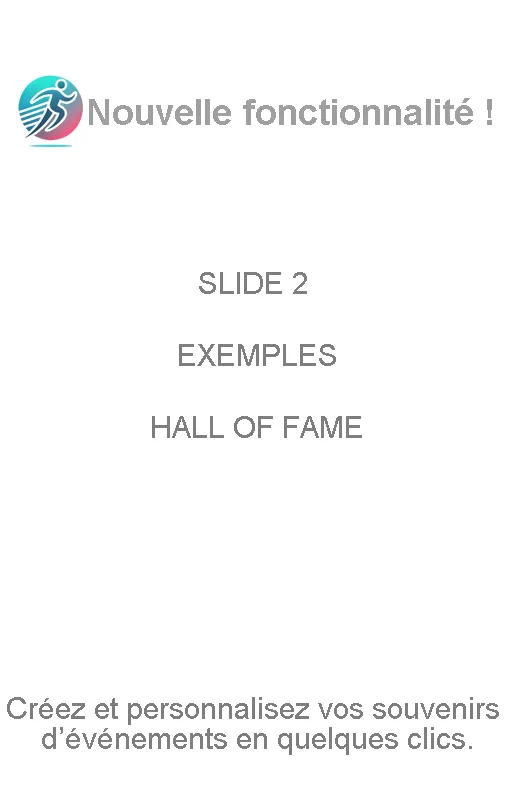 Nouvelle fonctionnalité !
SLIDE 2
EXEMPLES
HALL OF FAME
Créez et personnalisez vos souvenirs
d’événements en quelques clics.